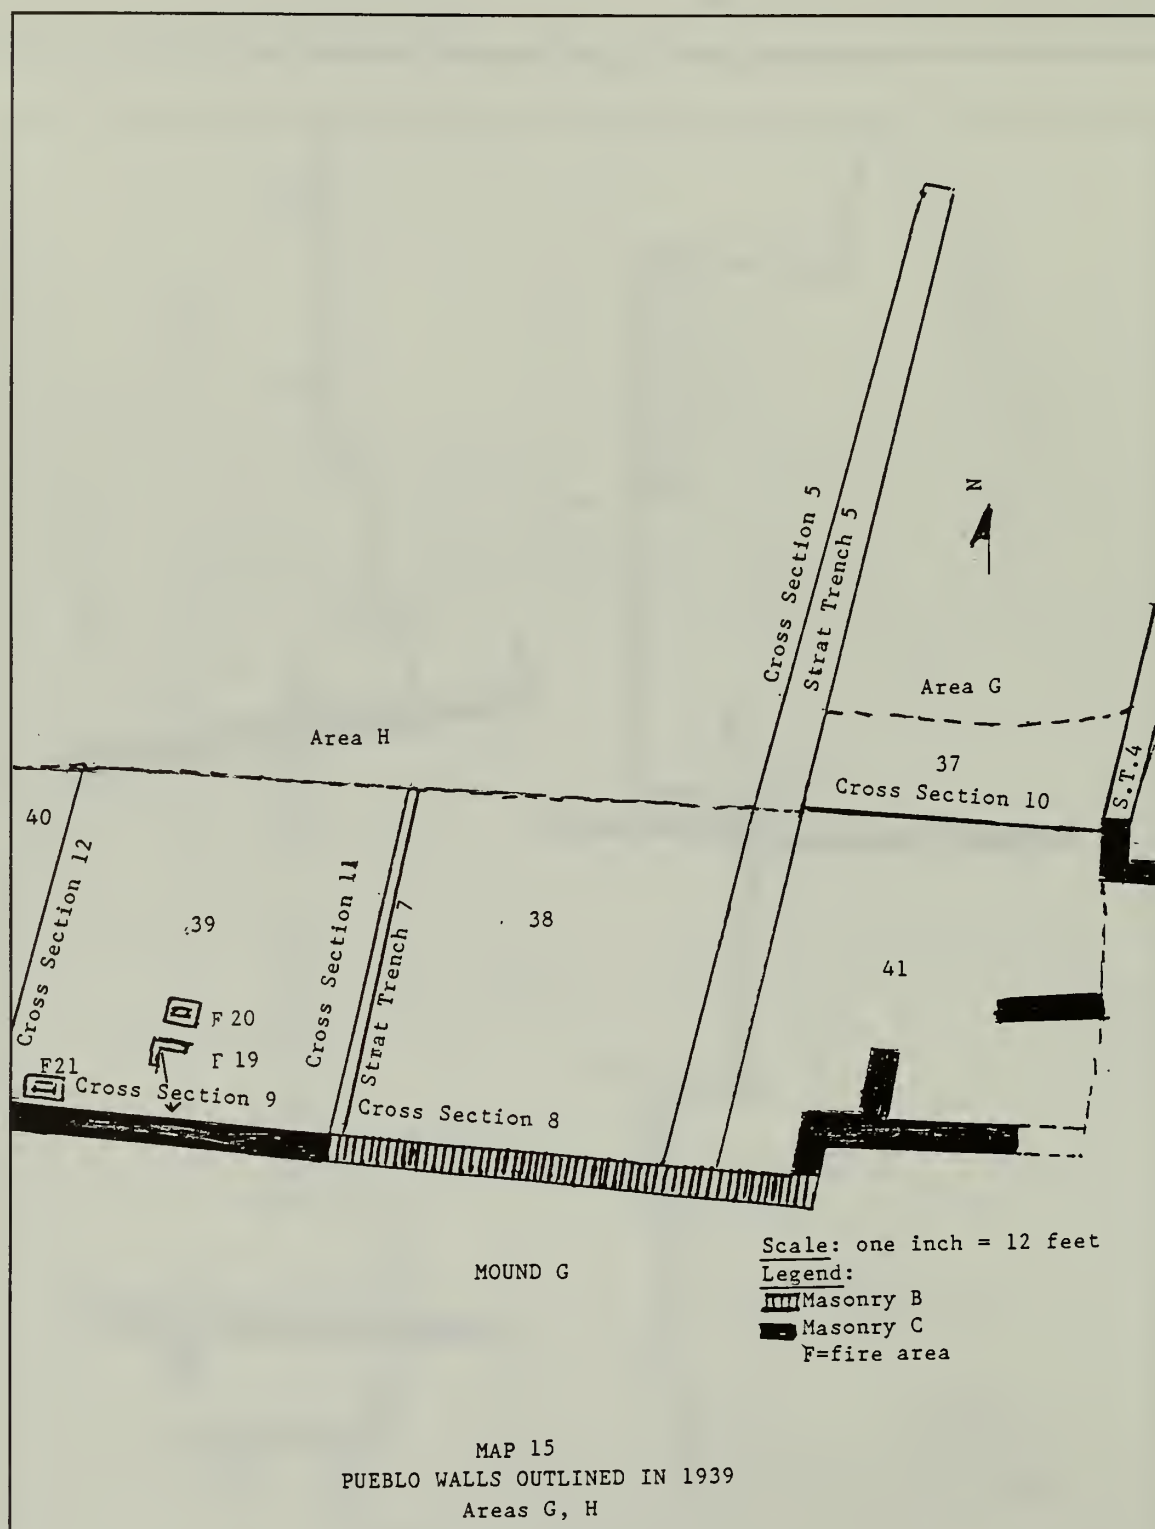 Cross Section 5
Strat Trench 5
N
Area G
Area H
37
Cross Section 10
S.T.4
40
Cross Section 12
39
Cross Section 11
Strat Trench 7
38
41
F 20
F 19
F21
Cross Section 9
Cross Section 8
MOUND G
Scale: one inch = 12 feet
Legend:
Masonry B
Masonry C
F=fire area
MAP 15
PUEBLO WALLS OUTLINED IN 1939
Areas G, H